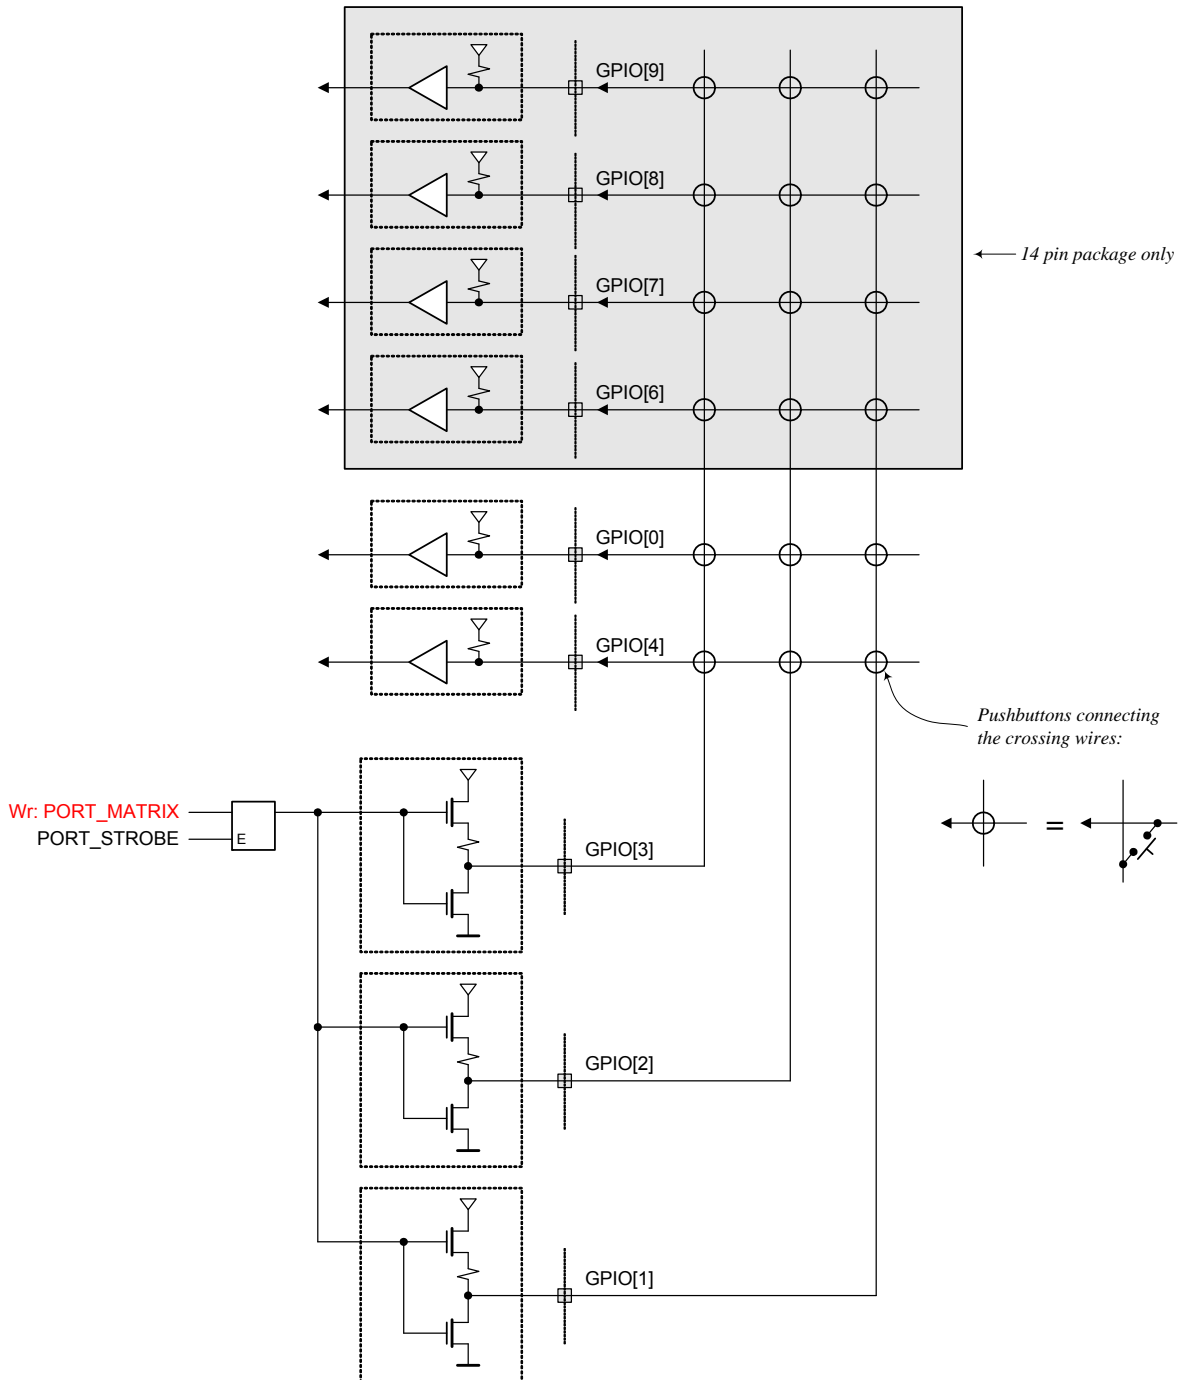 GPIO[9]
GPIO[8]
14 pin package only
GPIO[7]
GPIO[6]
GPIO[0]
GPIO[4]
Pushbuttons connecting
the crossing wires:
Wr: PORT_MATRIX
PORT_STROBE
E
=
GPIO[3]
GPIO[2]
GPIO[1]